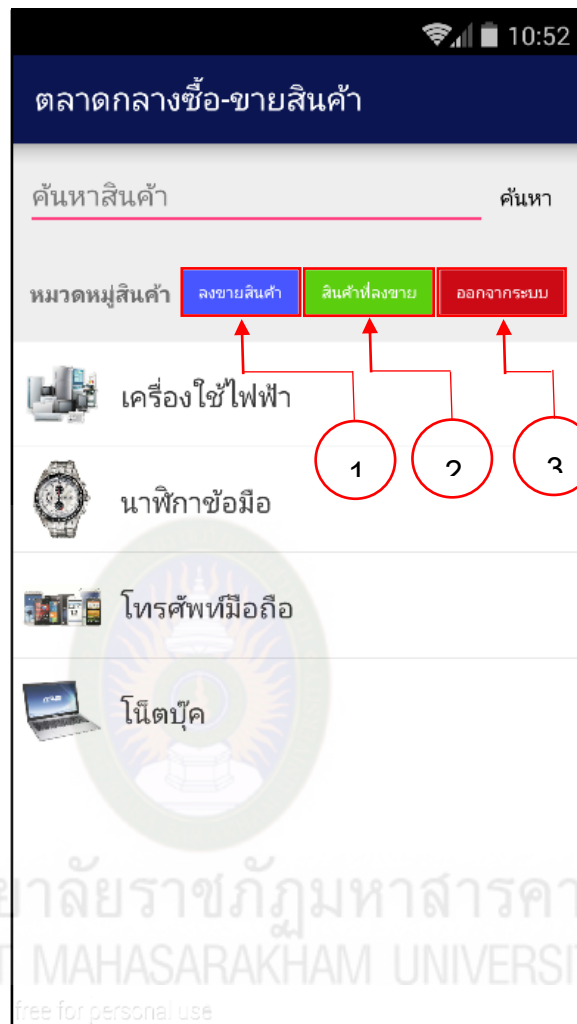 10:52
ตลาดกลางซื้อ-ขายสินค้า
ค้นหาสินค้า ค้นหา
หมวดหมู่สินค้า ลงขายสินค้า สินค้าที่ลงขาย ออกจากระบบ
เครื่องใช้ไฟฟ้า
1 2 3
นาฬิกาข้อมือ
โทรศัพท์มือถือ
โน็ตบุ๊ค
ยาลัยราชภัฏมหาสารคา
T MAHASARAKHAM UNIVERSI
free for personal use